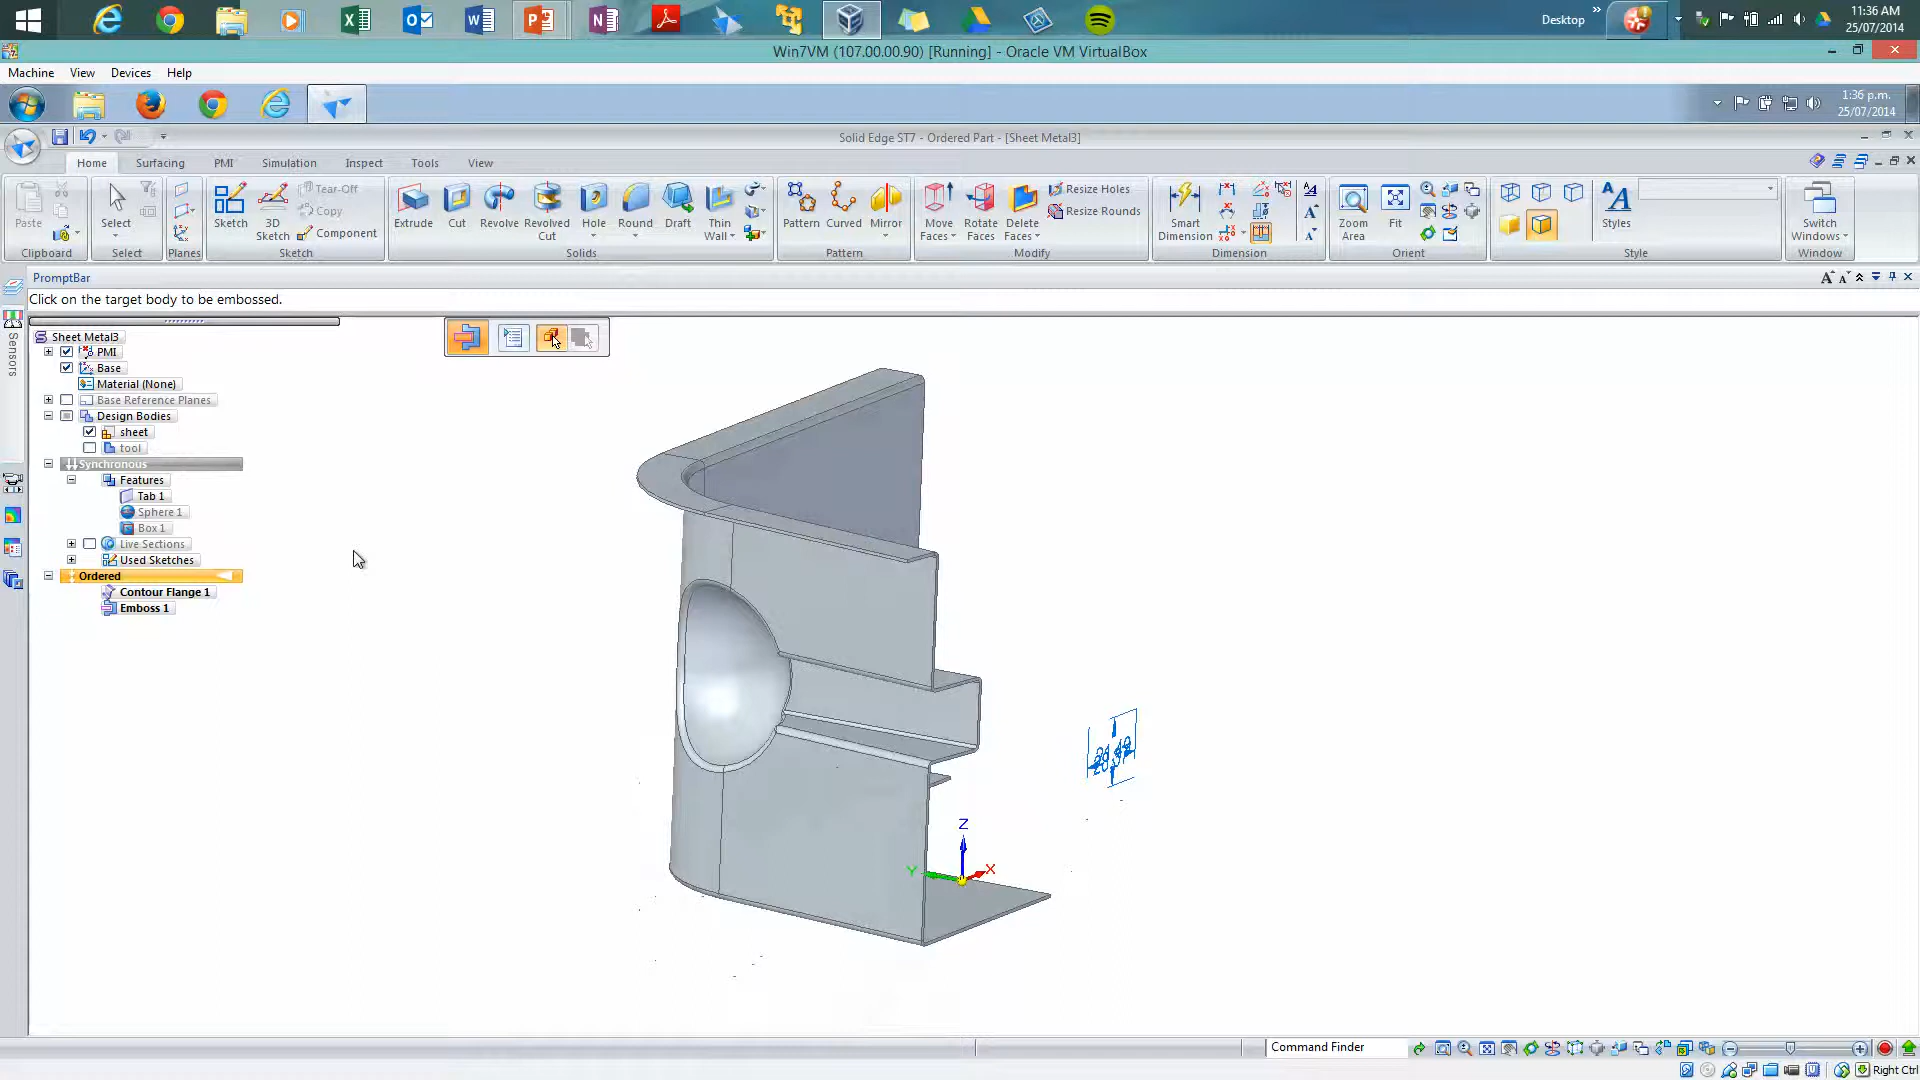 Desktop
11:36 AM
25/07/2014
Win7VM (107.00.00.90) [Running] - Oracle VM VirtualBox
Machine View Devices Help
1:36 p.m.
25/07/2014
Solid Edge ST7 - Ordered Part - [Sheet Metal3]
Home Surfacing PMI Simulation Inspect Tools View
Paste
Clipboard
Select
Select
Planes
Sketch
3D Sketch
Tear-Off
Copy
Component
Sketch
Extrude
Cut
Revolve
Revolved Cut
Hole
Round
Draft
Thin Wall
Solids
Pattern
Curved
Mirror
Pattern
Move Faces
Rotate Faces
Delete Faces
Resize Holes
Resize Rounds
Modify
Smart Dimension
Dimension
Zoom Area
Fit
Orient
Styles
Style
Switch Windows
Window
PromptBar
Click on the target body to be embossed.
Sensors
Sheet Metal3
PMI
Base
Material (None)
Base Reference Planes
Design Bodies
sheet
tool
Synchronous
Features
Tab 1
Sphere 1
Box 1
Live Sections
Used Sketches
Ordered
Contour Flange 1
Emboss 1
Z
Y
X
Command Finder
Right Ctrl